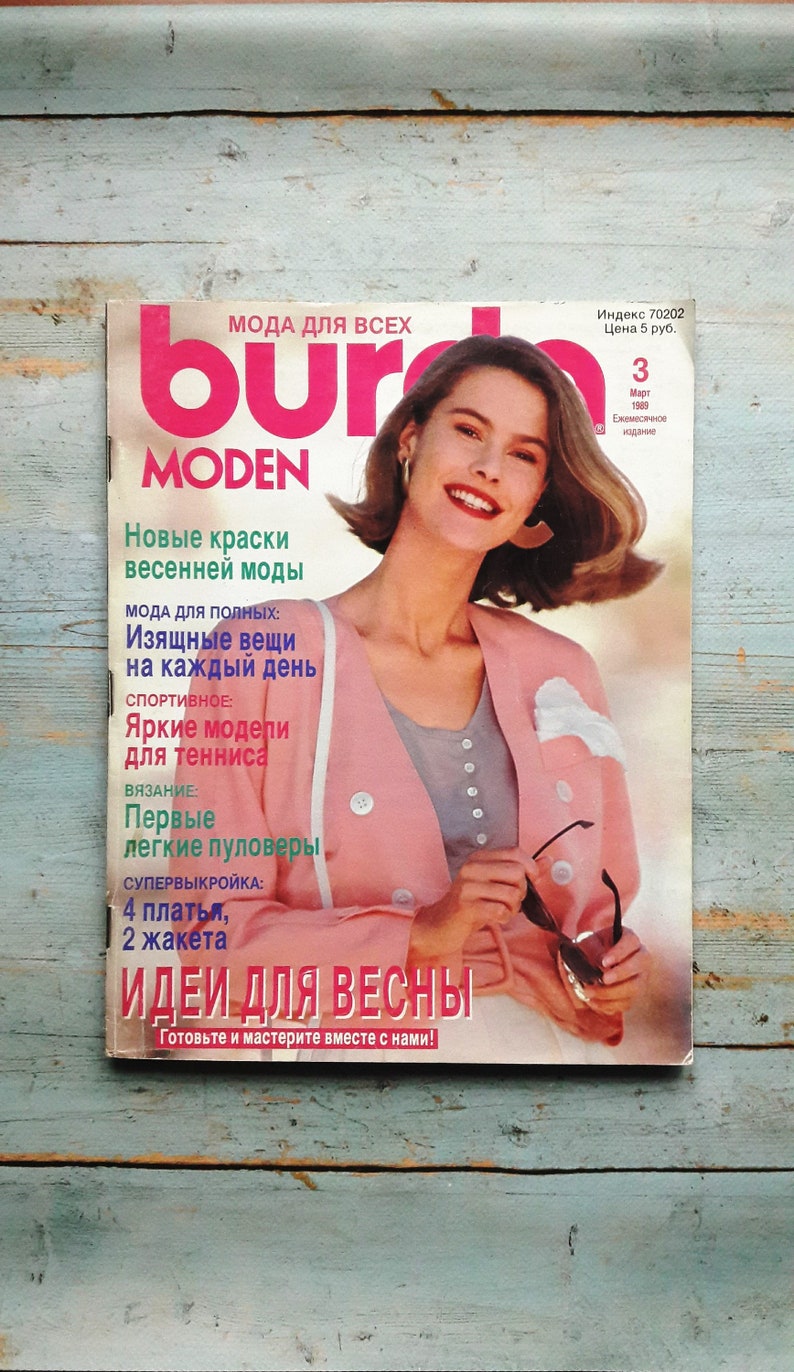 МОДА ДЛЯ ВСЕХ
burda
MODEN
Индекс 70202
Цена 5 руб.
3
Март
1989
Ежемесячное
издание
®
Новые краски
весенней моды
МОДА ДЛЯ ПОЛНЫХ:
Изящные вещи
на каждый день
СПОРТИВНОЕ:
Яркие модели
для тенниса
ВЯЗАНИЕ:
Первые
легкие пуловеры
СУПЕРВЫКРОЙКА:
4 платья,
2 жакета
ИДЕИ ДЛЯ ВЕСНЫ
Готовьте и мастерите вместе с нами!